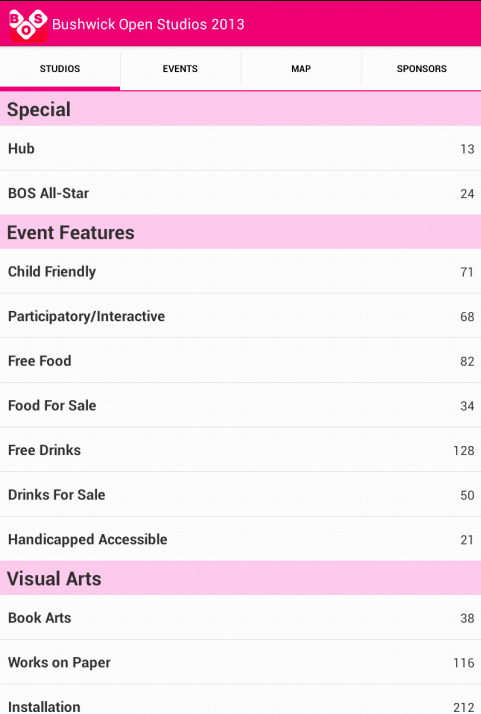 BOS Bushwick Open Studios 2013
STUDIOS EVENTS MAP SPONSORS
Special
Hub 13
BOS All-Star 24
Event Features
Child Friendly 71
Participatory/Interactive 68
Free Food 82
Food For Sale 34
Free Drinks 128
Drinks For Sale 50
Handicapped Accessible 21
Visual Arts
Book Arts 38
Works on Paper 116
Installation 212